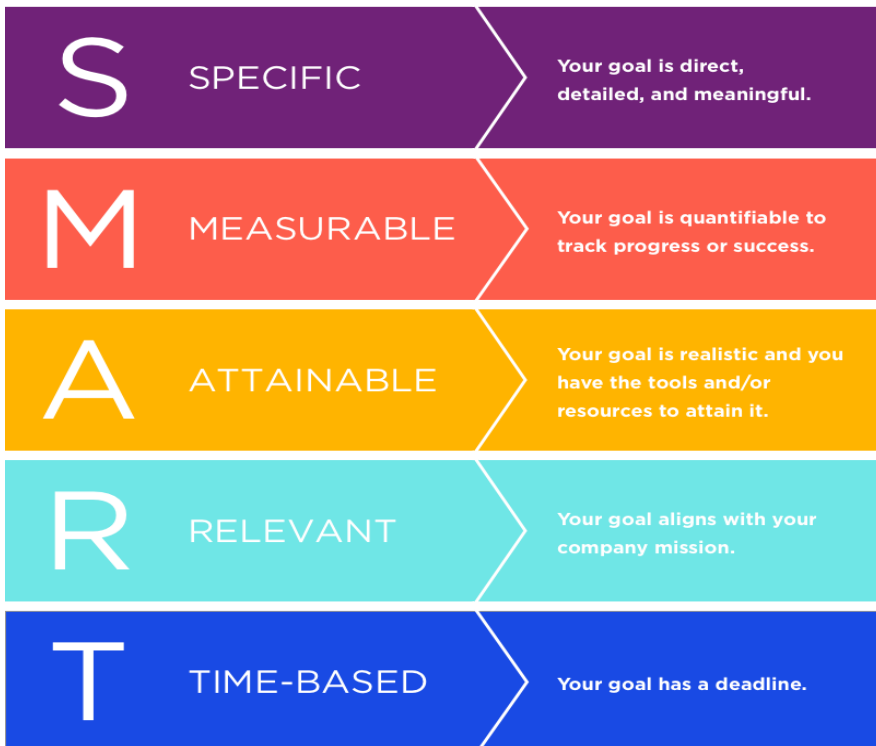 S SPECIFIC
Your goal is direct,
detailed, and meaningful.
M MEASURABLE
Your goal is quantifiable to
track progress or success.
A ATTAINABLE
Your goal is realistic and you
have the tools and/or
resources to attain it.
R RELEVANT
Your goal aligns with your
company mission.
T TIME-BASED
Your goal has a deadline.